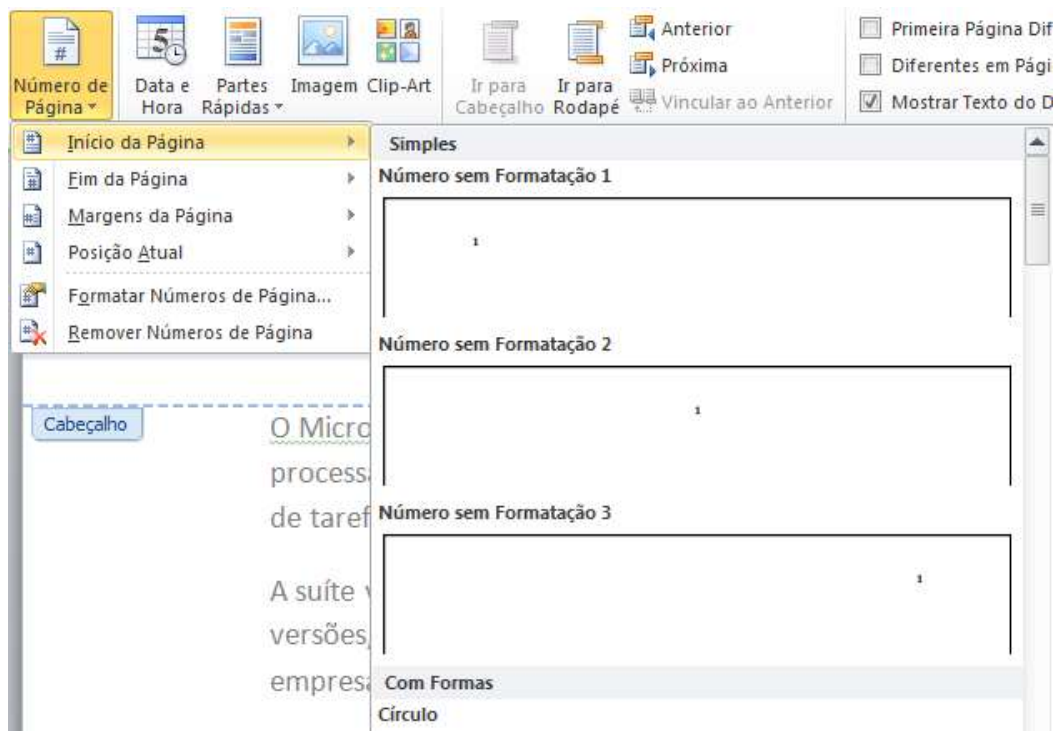 Número de Página
Data e Hora
Partes Rápidas
Imagem
Clip-Art
Ir para Cabeçalho
Ir para Rodapé
Anterior
Próxima
Vincular ao Anterior
Primeira Página Dif
Diferentes em Pági
Mostrar Texto do D
Início da Página
Fim da Página
Margens da Página
Posição Atual
Formatar Números de Página...
Remover Números de Página
Simples
Número sem Formatação 1
1
Número sem Formatação 2
1
Número sem Formatação 3
1
Com Formas
Círculo
Cabeçalho
O Micro
process
de taref
A suíte v
versões,
empresa